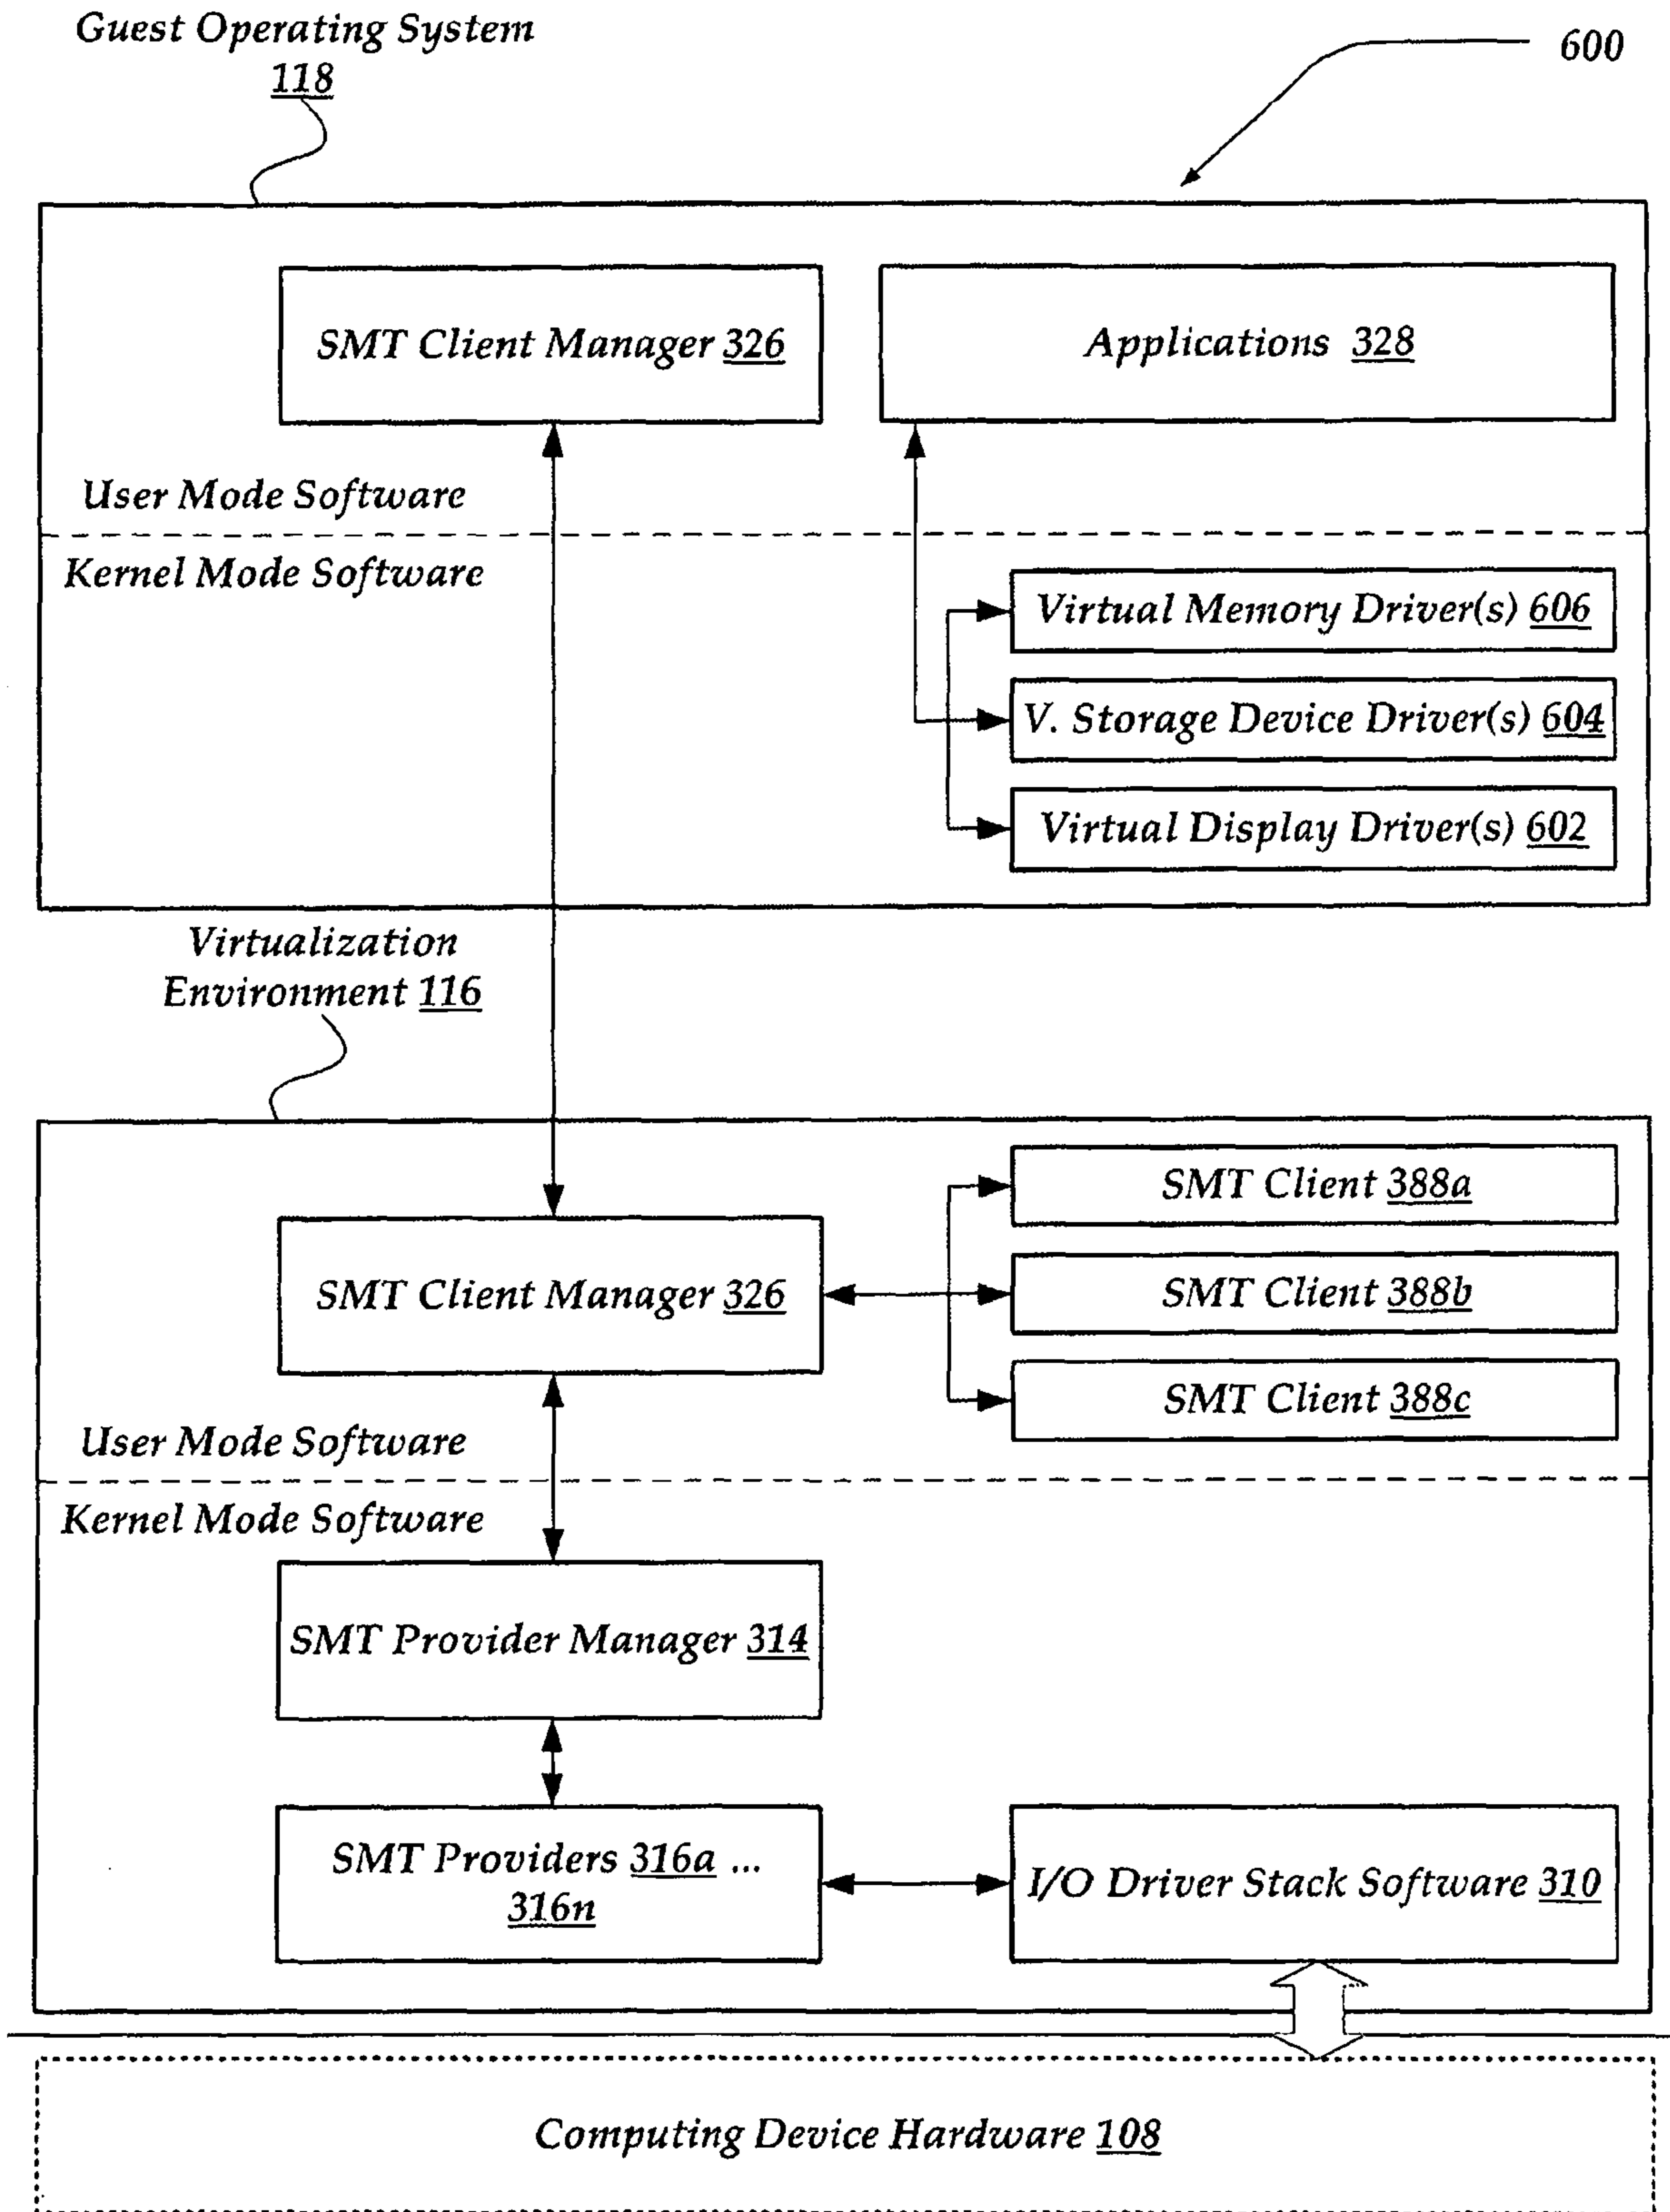 Guest Operating System
118
600
SMT Client Manager 326
Applications 328
User Mode Software
Kernel Mode Software
Virtual Memory Driver(s) 606
V. Storage Device Driver(s) 604
Virtual Display Driver(s) 602
Virtualization
Environment 116
SMT Client 388a
SMT Client Manager 326
SMT Client 388b
SMT Client 388c
User Mode Software
Kernel Mode Software
SMT Provider Manager 314
SMT Providers 316a ...
316n
I/O Driver Stack Software 310
Computing Device Hardware 108